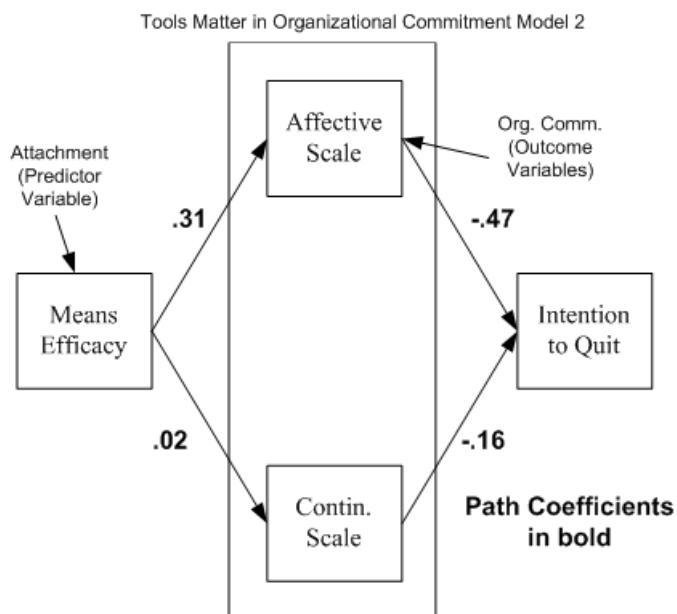 Tools Matter in Organizational Commitment Model 2
Affective
Scale
Org. Comm.
(Outcome
Variables)
Attachment
(Predictor
Variable)
.31
-.47
Means
Efficacy
Intention
to Quit
.02
-.16
Contin.
Scale
Path Coefficients
in bold